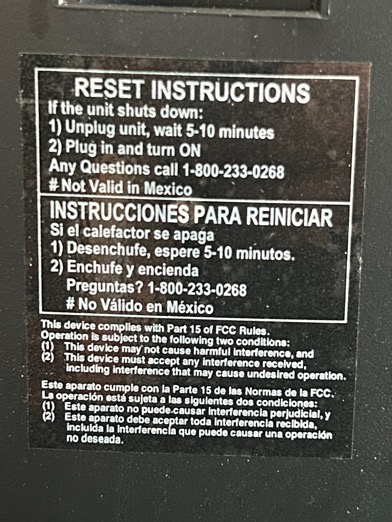 RESET INSTRUCTIONS
If the unit shuts down:
1) Unplug unit, wait 5-10 minutes
2) Plug in and turn ON
Any Questions call 1-800-233-0268
# Not Valid in Mexico
INSTRUCCIONES PARA REINICIAR
Si el calefactor se apaga
1) Desenchufe, espere 5-10 minutos.
2) Enchufe y encienda
Preguntas? 1-800-233-0268
# No Válido en México
This device complies with Part 15 of FCC Rules.
Operation is subject to the following two conditions:
(1) This device may not cause harmful interference, and
(2) This device must accept any interference received,
including interference that may cause undesired operation.
Este aparato cumple con la Parte 15 de las Normas de la FCC.
La operación está sujeta a las siguientes dos condiciones:
(1) Este aparato no puede causar interferencia perjudicial, y
(2) Este aparato debe aceptar toda interferencia recibida,
incluida la interferencia que puede causar una operación
no deseada.